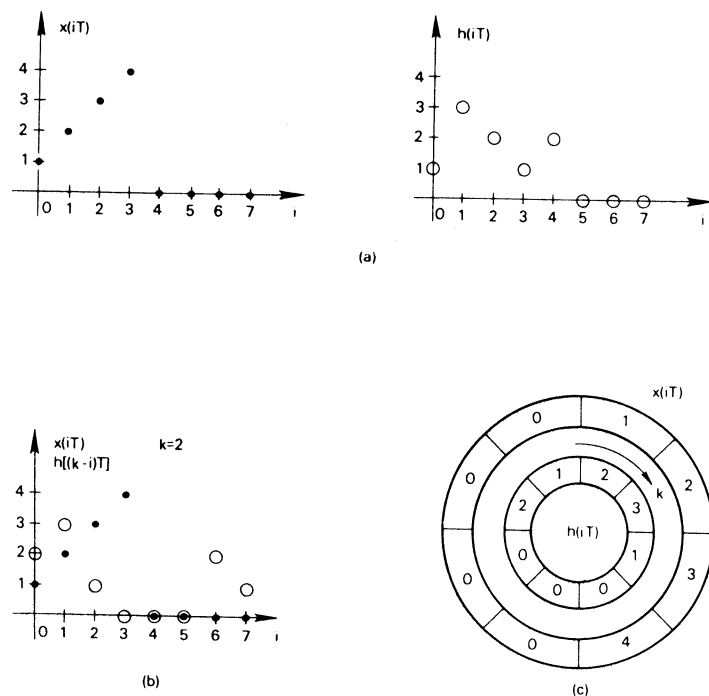 x(iT)
4
3
2
1
0 1 2 3 4 5 6 7 i
h(iT)
4
3
2
1
0 1 2 3 4 5 6 7 i
(a)
x(iT)
h[(k-i)T]
k=2
4
3
2
1
0 1 2 3 4 5 6 7 i
(b)
x(iT)
0 1
0 2
0 3
0 4
k
1 2
2 3
0 1
0 0
h(iT)
(c)